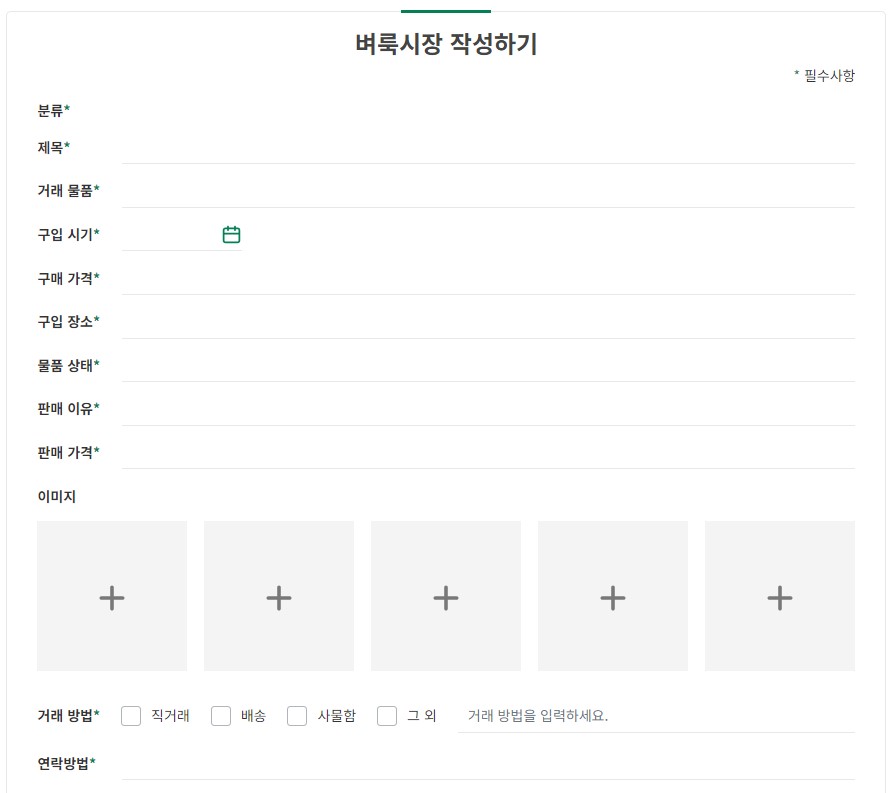 벼룩시장 작성하기
* 필수사항
분류*
제목*
거래 물품*
구입 시기*
구매 가격*
구입 장소*
물품 상태*
판매 이유*
판매 가격*
이미지
거래 방법* 직거래 배송 사물함 그 외 거래 방법을 입력하세요.
연락방법*